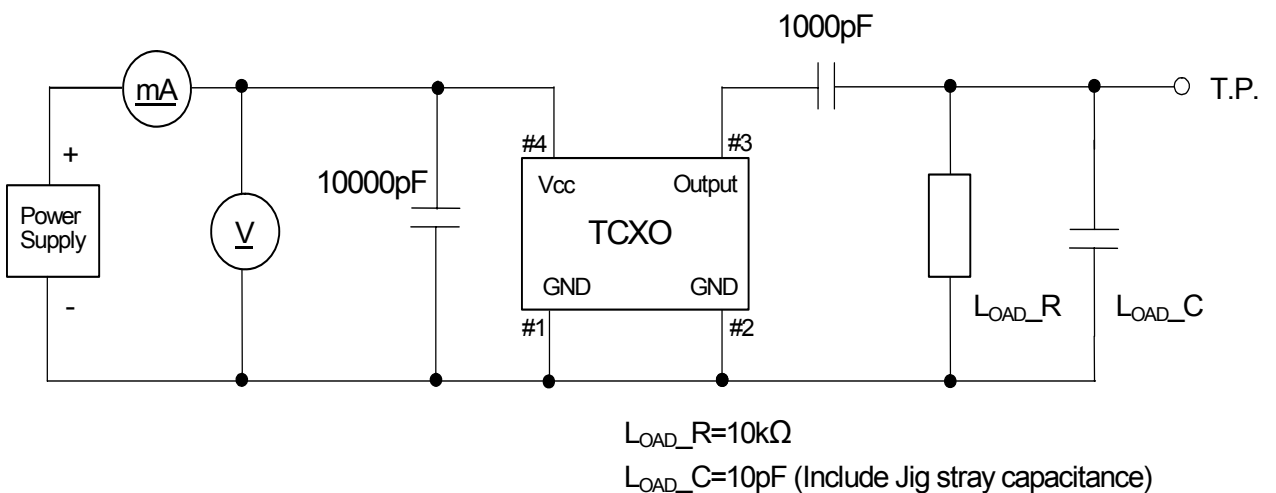 1000pF
mA
T.P.
+
#4
#3
10000pF
Vcc
Output
Power
Supply
V
TCXO
GND
GND
-
#1
#2
LOAD_R
LOAD_C
LOAD_R=10kΩ
LOAD_C=10pF (Include Jig stray capacitance)